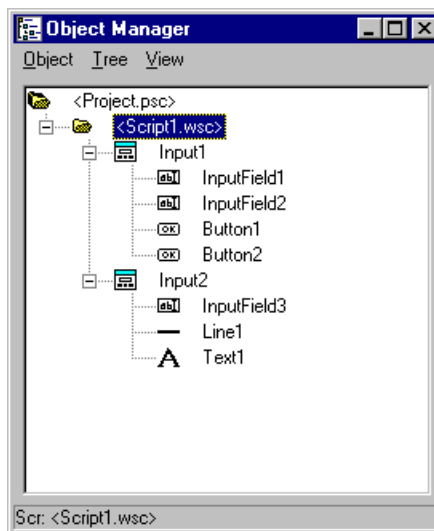 Object Manager
Object Tree View
<Project.psc>
<Script1.wsc>
Input1
InputField1
InputField2
Button1
Button2
Input2
InputField3
Line1
Text1
Scr: <Script1.wsc>